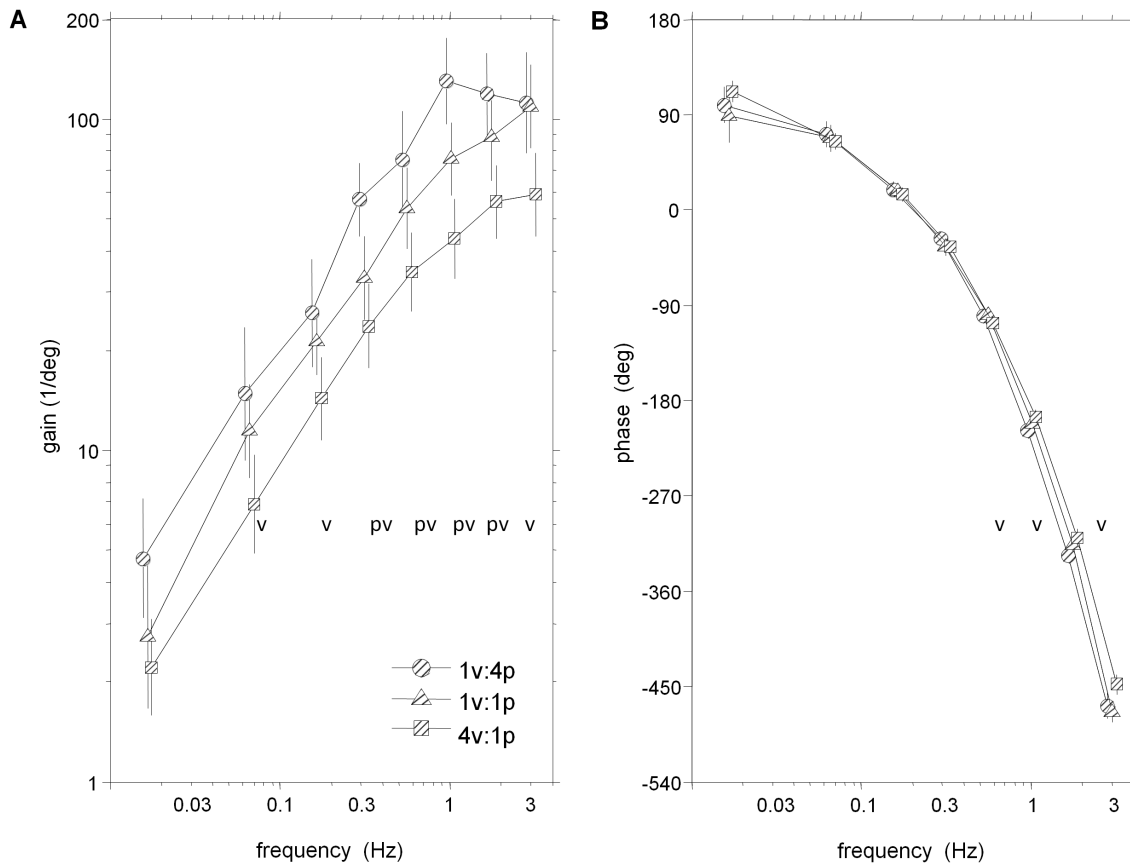 A
200
100
10
1
gain (1/deg)
v v pv pv pv pv v
1v:4p
1v:1p
4v:1p
0.03 0.1 0.3 1 3
frequency (Hz)
B
180
90
0
-90
-180
-270
-360
-450
-540
phase (deg)
v v v
0.03 0.1 0.3 1 3
frequency (Hz)